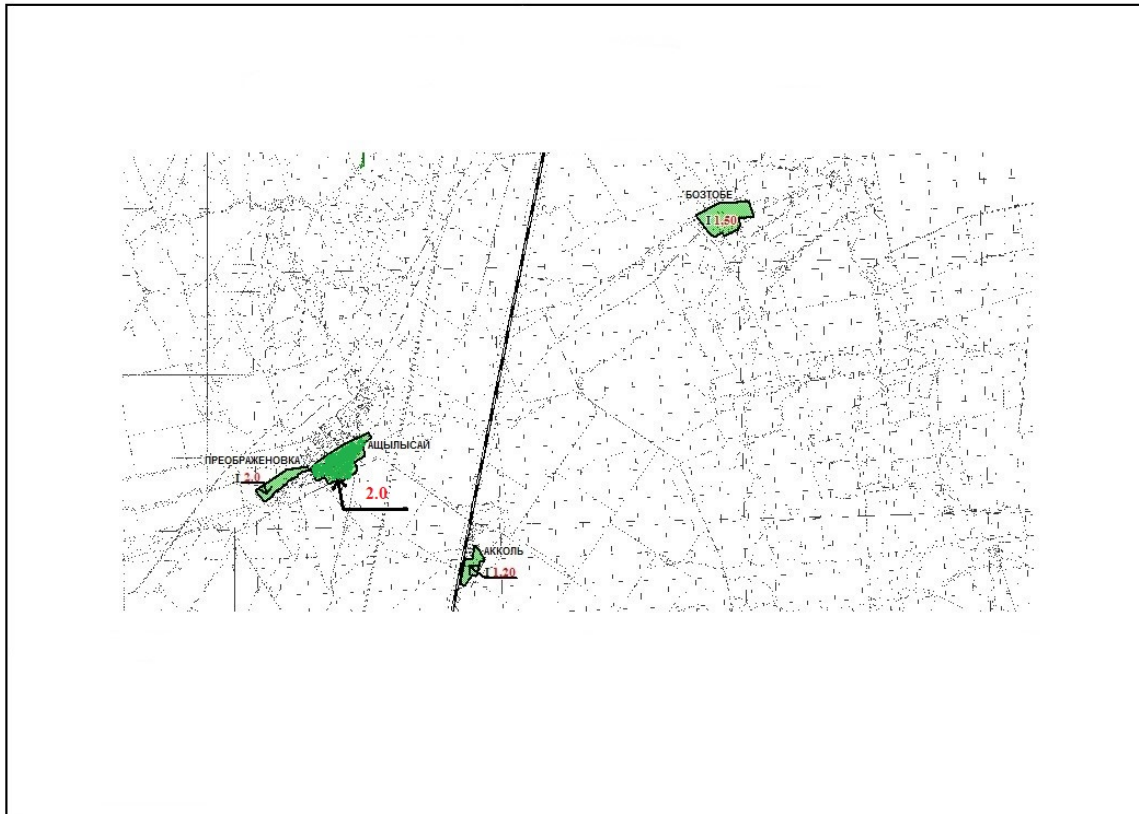 БОЗТОБЕ
I 1.50
АЩЫЛЫСАЙ
ПРЕОБРАЖЕНОВКА
I 2.0
2.0
АККОЛЬ
I 1.20